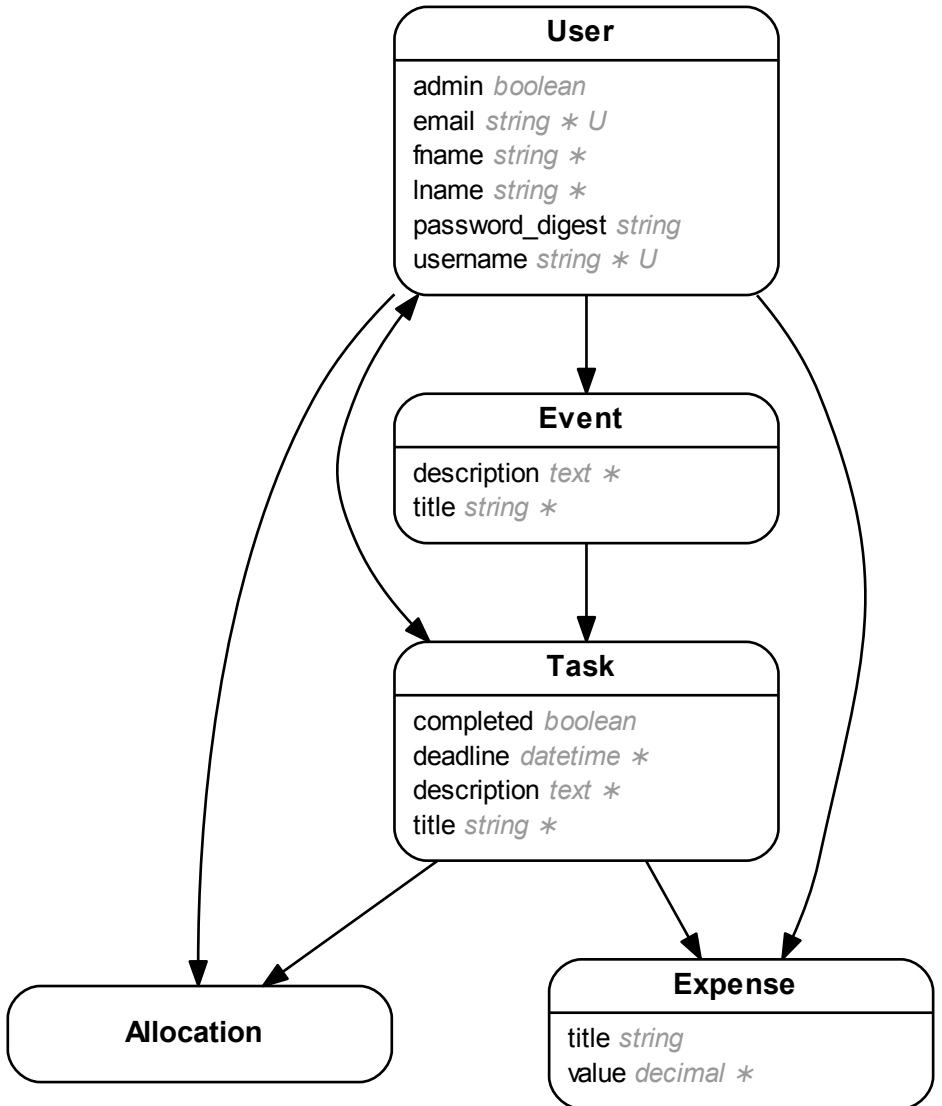 User
admin boolean
email string ∗ U
fname string ∗
lname string ∗
password_digest string
username string ∗ U
Event
description text ∗
title string ∗
Task
completed boolean
deadline datetime ∗
description text ∗
title string ∗
Allocation
Expense
title string
value decimal ∗